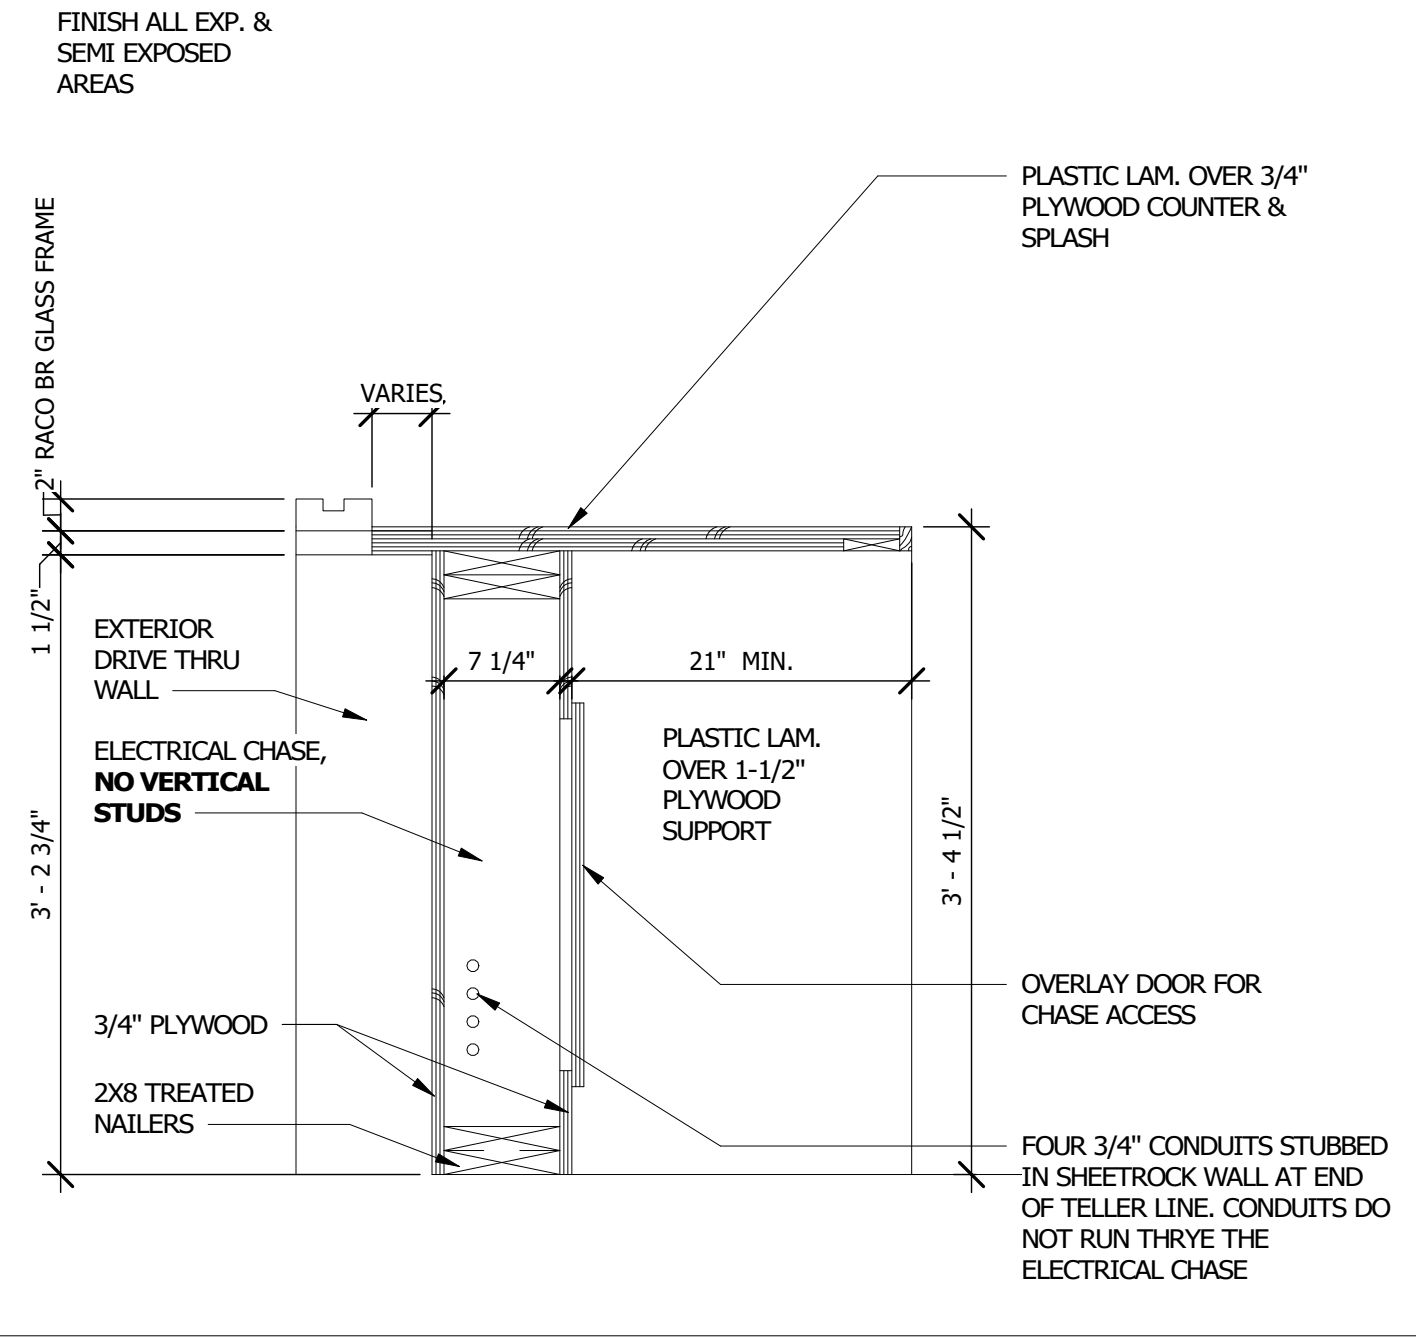 FINISH ALL EXP. &
SEMI EXPOSED
AREAS
PLASTIC LAM. OVER 3/4"
PLYWOOD COUNTER &
SPLASH
2" RACO BR GLASS FRAME
VARIES,
1 1/2"
EXTERIOR
DRIVE THRU
WALL
7 1/4"
21" MIN.
ELECTRICAL CHASE,
NO VERTICAL
STUDS
PLASTIC LAM.
OVER 1-1/2"
PLYWOOD
SUPPORT
3' - 2 3/4"
3' - 4 1/2"
OVERLAY DOOR FOR
CHASE ACCESS
3/4" PLYWOOD
2X8 TREATED
NAILERS
FOUR 3/4" CONDUITS STUBBED
IN SHEETROCK WALL AT END
OF TELLER LINE. CONDUITS DO
NOT RUN THRYE THE
ELECTRICAL CHASE